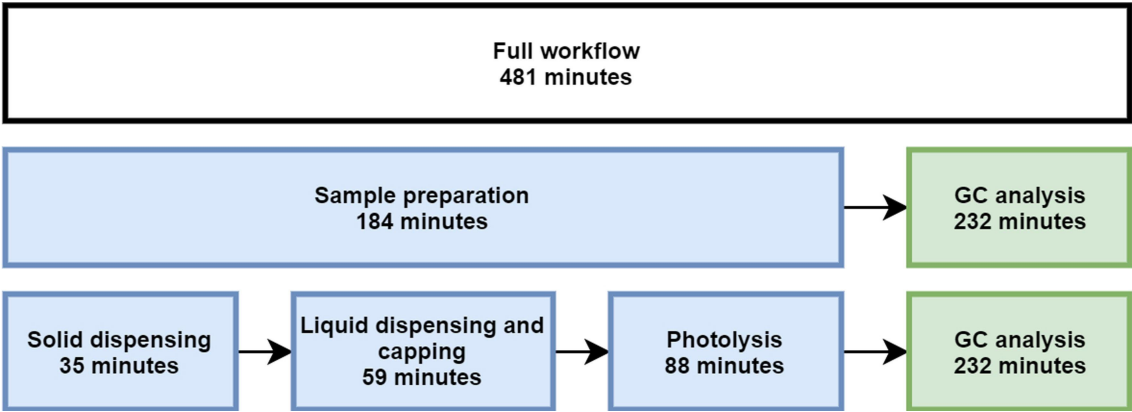 Full workflow
481 minutes
Sample preparation
184 minutes
GC analysis
232 minutes
Solid dispensing
35 minutes
Liquid dispensing and
capping
59 minutes
Photolysis
88 minutes
GC analysis
232 minutes